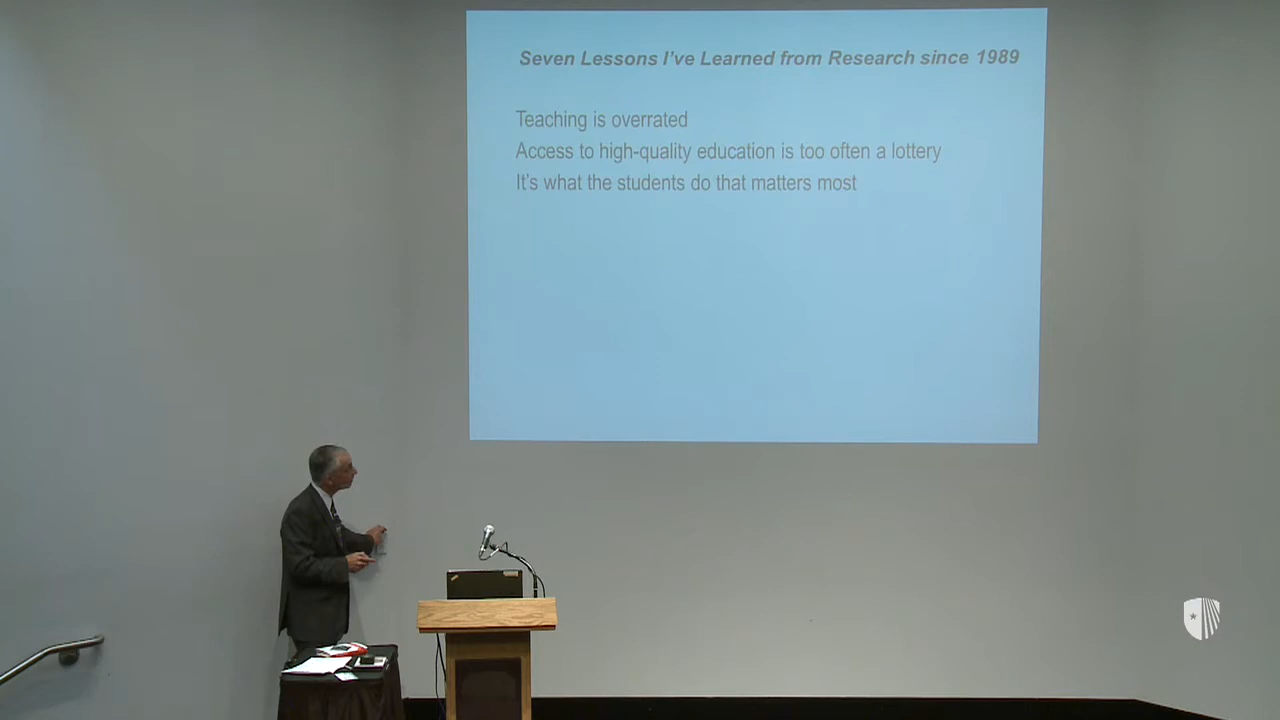 Seven Lessons I've Learned from Research since 1989
Teaching is overrated
Access to high-quality education is too often a lottery
It's what the students do that matters most